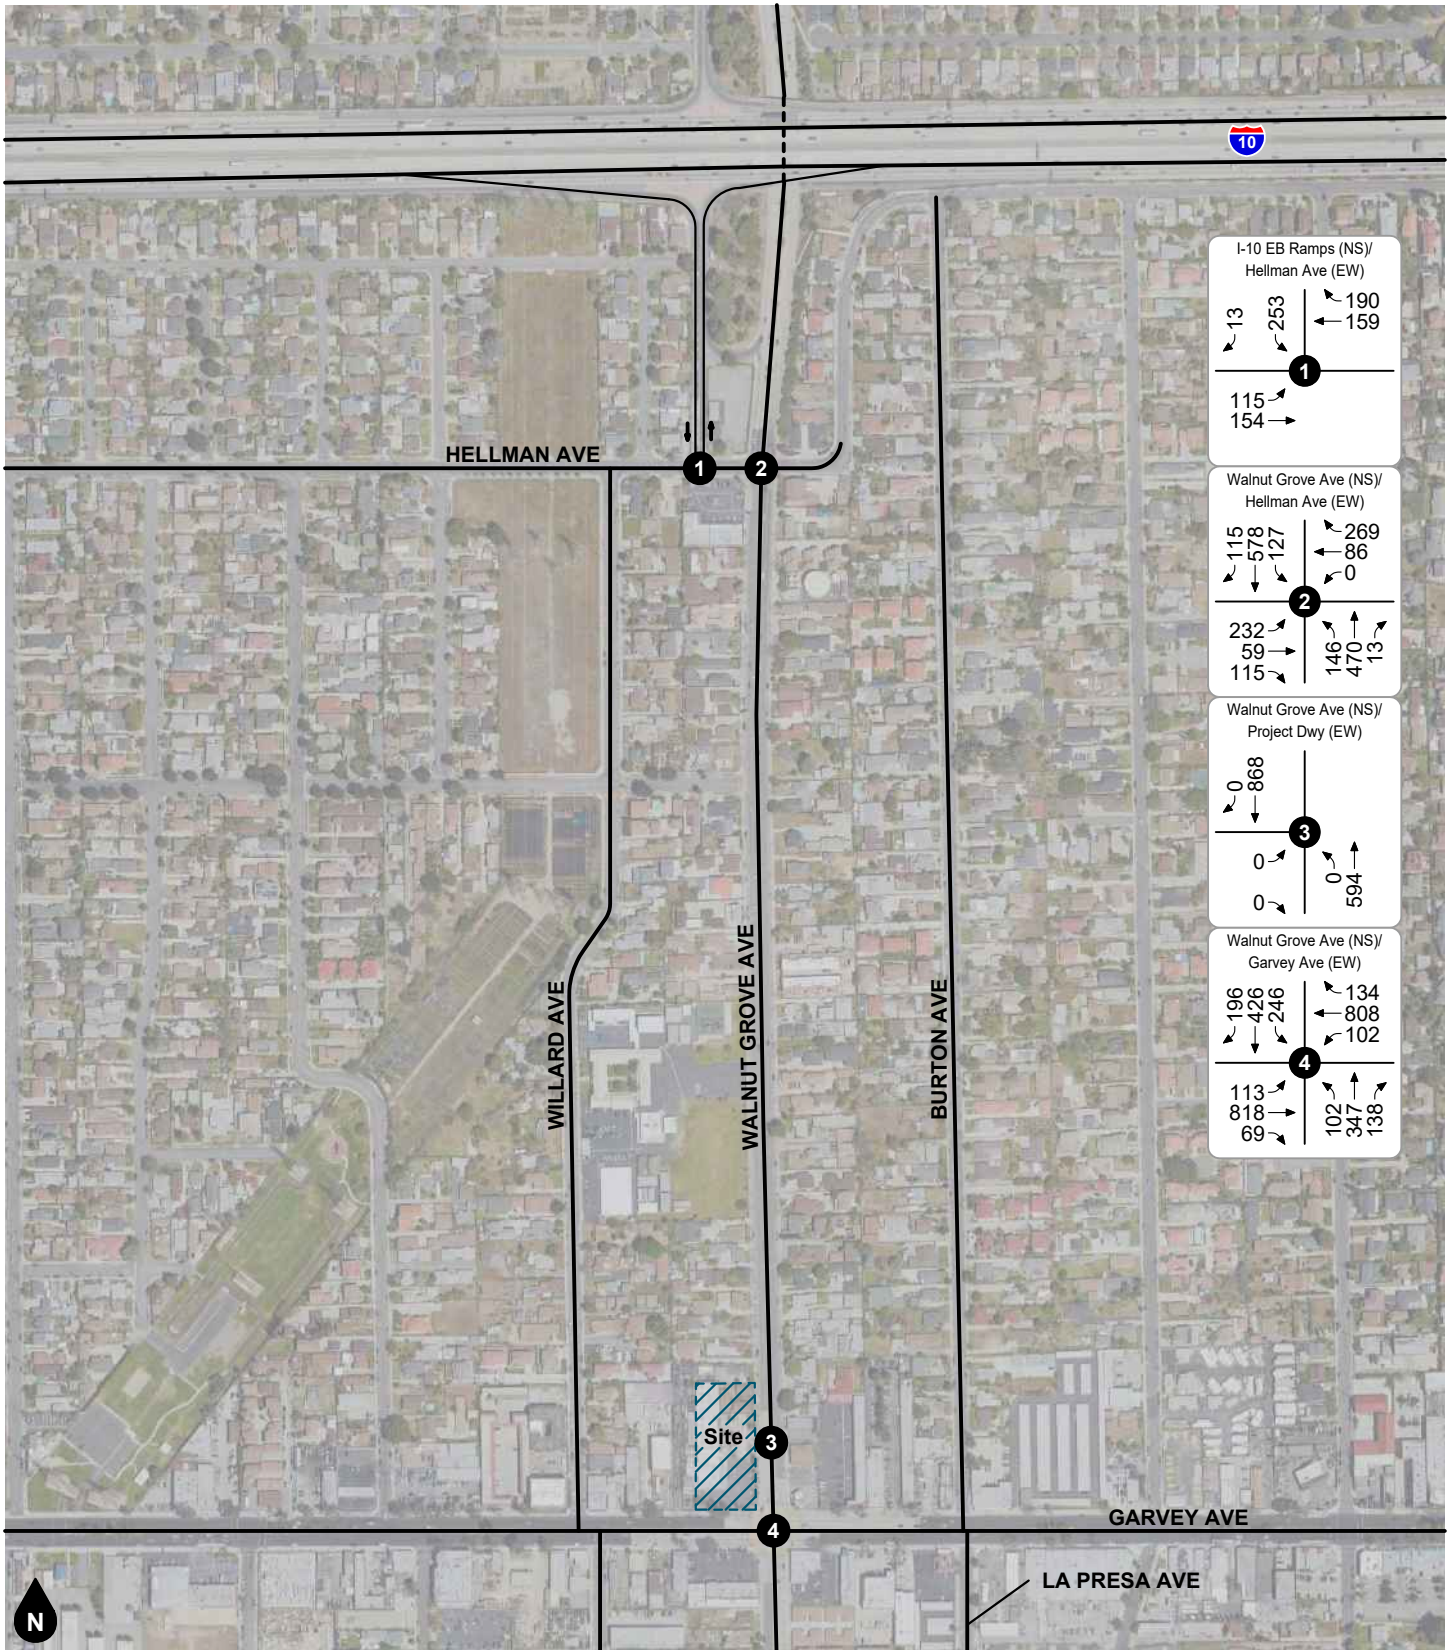 10
I-10 EB Ramps (NS)/
Hellman Ave (EW)
13
253
190
159
1
115
154
HELLMAN AVE
1
2
Walnut Grove Ave (NS)/
Hellman Ave (EW)
115
578
127
269
86
0
2
232
59
115
146
470
13
Walnut Grove Ave (NS)/
Project Dwy (EW)
0
868
3
0
0
0
594
Walnut Grove Ave (NS)/
Garvey Ave (EW)
196
426
246
134
808
102
4
113
818
69
102
347
138
WILLARD AVE
WALNUT GROVE AVE
BURTON AVE
Site
3
4
GARVEY AVE
LA PRESA AVE
N